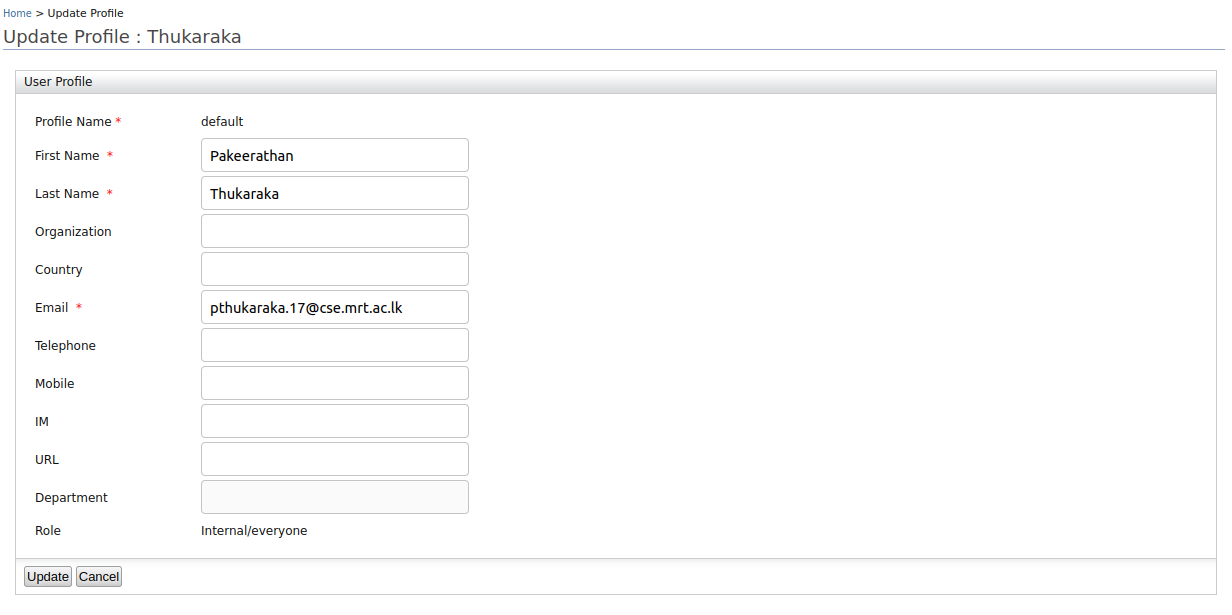 Home > Update Profile
Update Profile : Thukaraka
User Profile
Profile Name * default
First Name * Pakeerathan
Last Name * Thukaraka
Organization
Country
Email * pthukaraka.17@cse.mrt.ac.lk
Telephone
Mobile
IM
URL
Department
Role Internal/everyone
Update Cancel